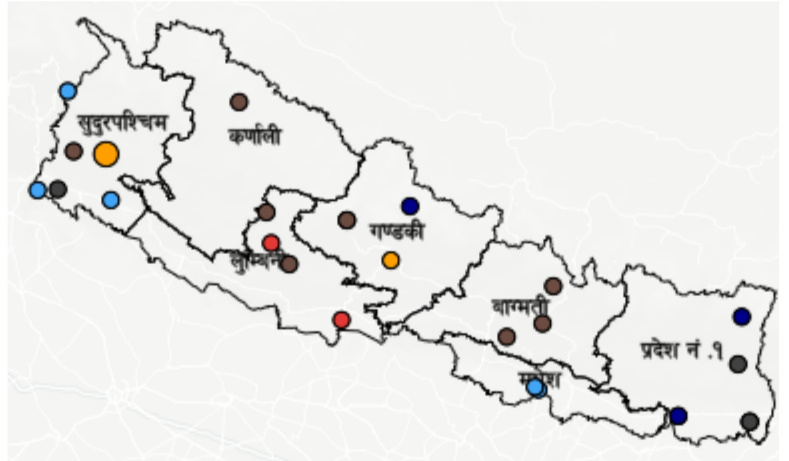 सुदुरपश्चिम
कर्णाली
गण्डकी
लुम्बिनी
बाग्मती
प्रदेश नं .१